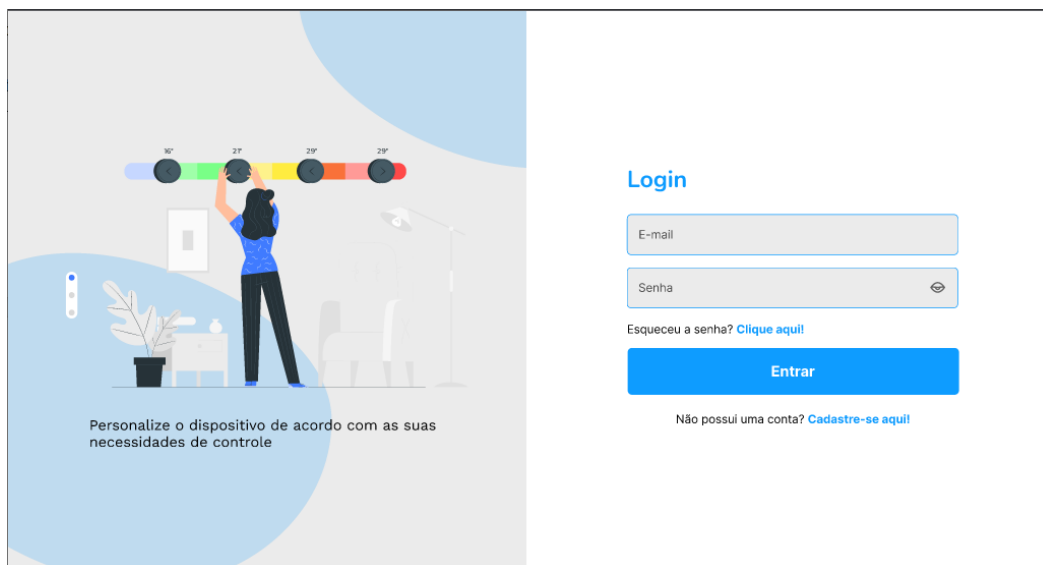 16°
27°
29°
29°
Personalize o dispositivo de acordo com as suas
necessidades de controle
Login
E-mail
Senha
Esqueceu a senha? Clique aqui!
Entrar
Não possui uma conta? Cadastre-se aqui!